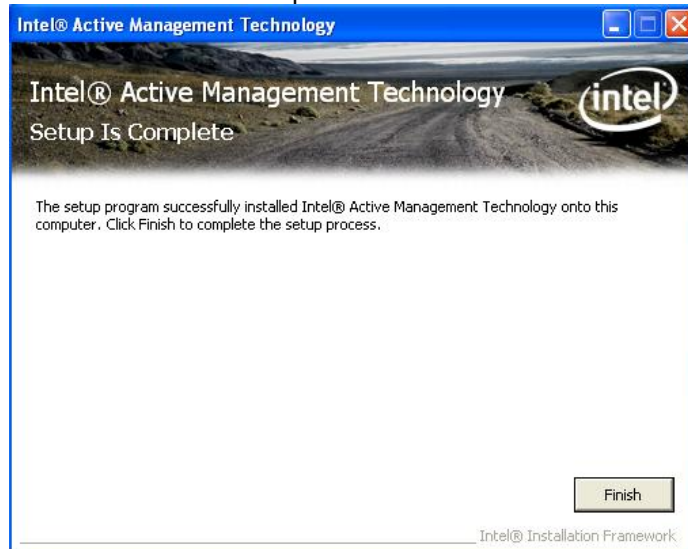 Intel® Active Management Technology
Intel® Active Management Technology
intel
Setup Is Complete
The setup program successfully installed Intel® Active Management Technology onto this
computer. Click Finish to complete the setup process.
Finish
Intel® Installation Framework